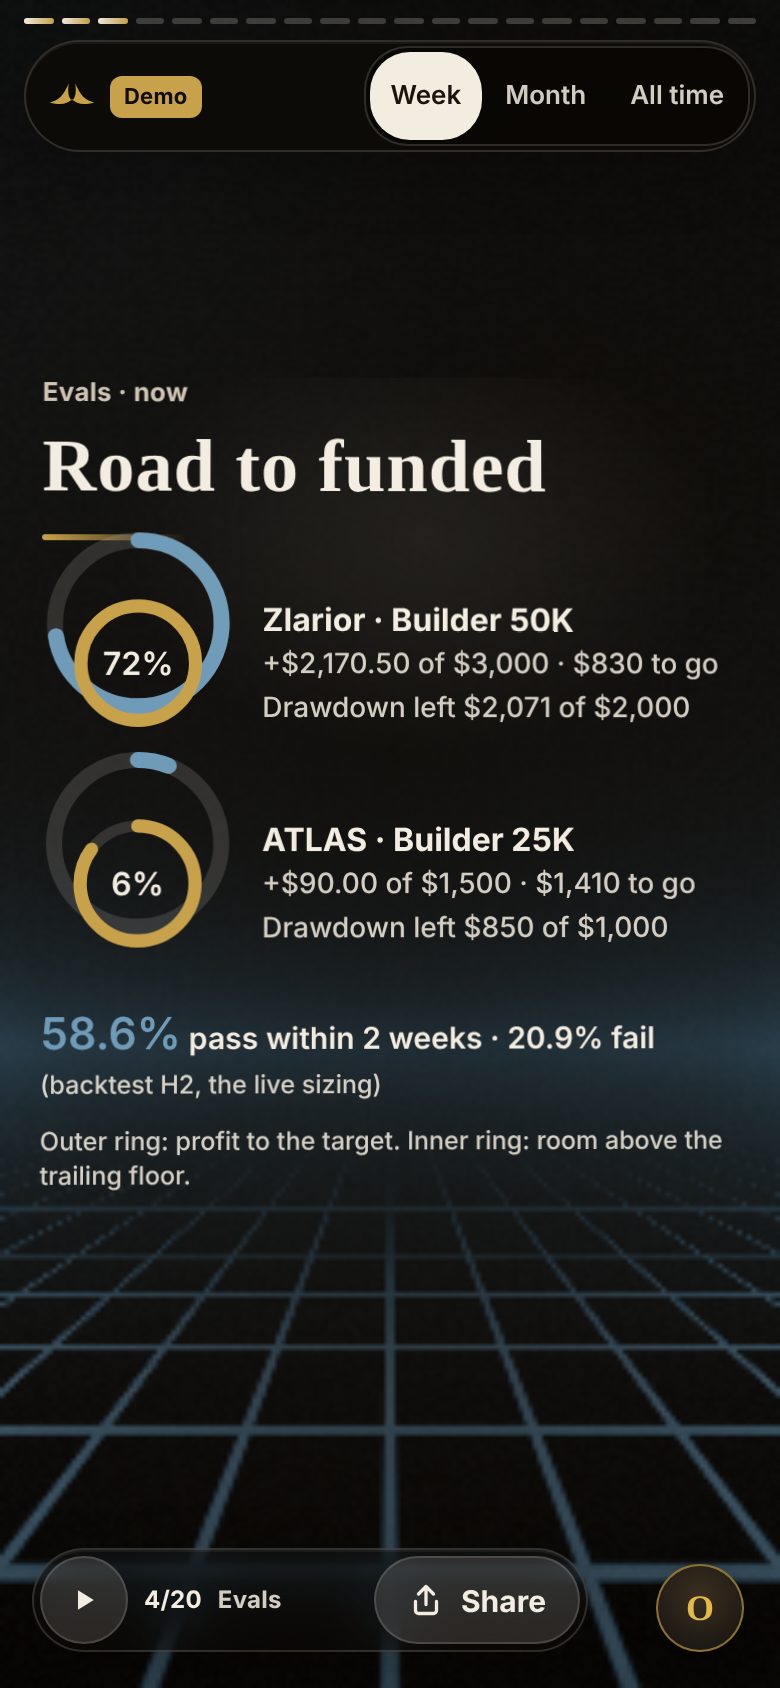 Demo
Week
Month
All time
Evals · now
Road to funded
72%
Zlarior · Builder 50K
+$2,170.50 of $3,000 · $830 to go
Drawdown left $2,071 of $2,000
6%
ATLAS · Builder 25K
+$90.00 of $1,500 · $1,410 to go
Drawdown left $850 of $1,000
58.6% pass within 2 weeks · 20.9% fail
(backtest H2, the live sizing)
Outer ring: profit to the target. Inner ring: room above the
trailing floor.
4/20 Evals
Share
O